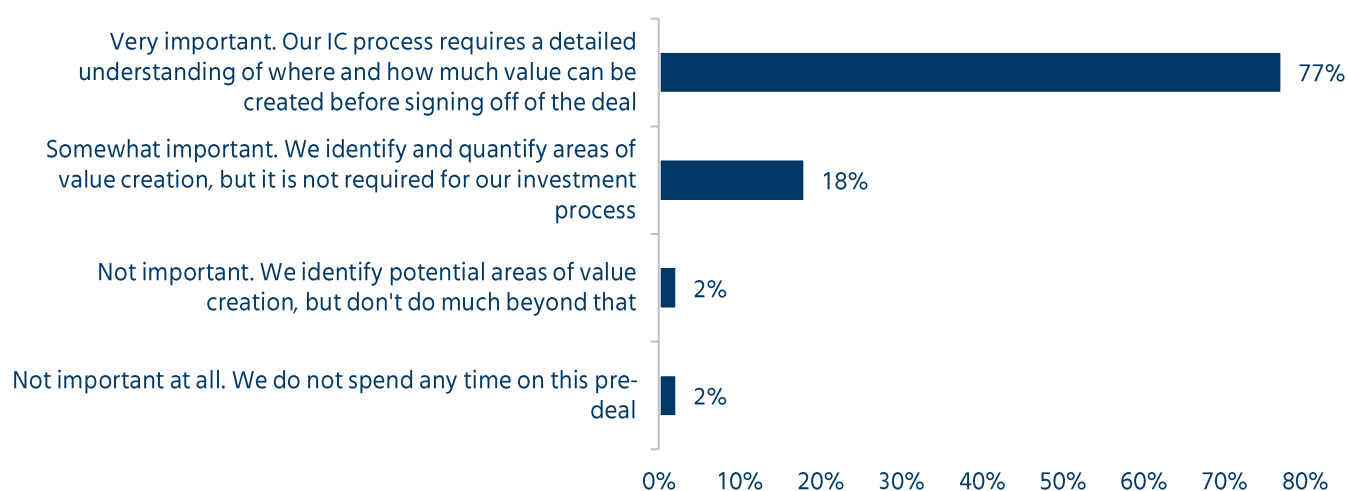 Very important. Our IC process requires a detailed
understanding of where and how much value can be
created before signing off of the deal
77%
Somewhat important. We identify and quantify areas of
value creation, but it is not required for our investment
process
18%
Not important. We identify potential areas of value
creation, but don't do much beyond that
2%
Not important at all. We do not spend any time on this pre-
deal
2%
0% 10% 20% 30% 40% 50% 60% 70% 80%